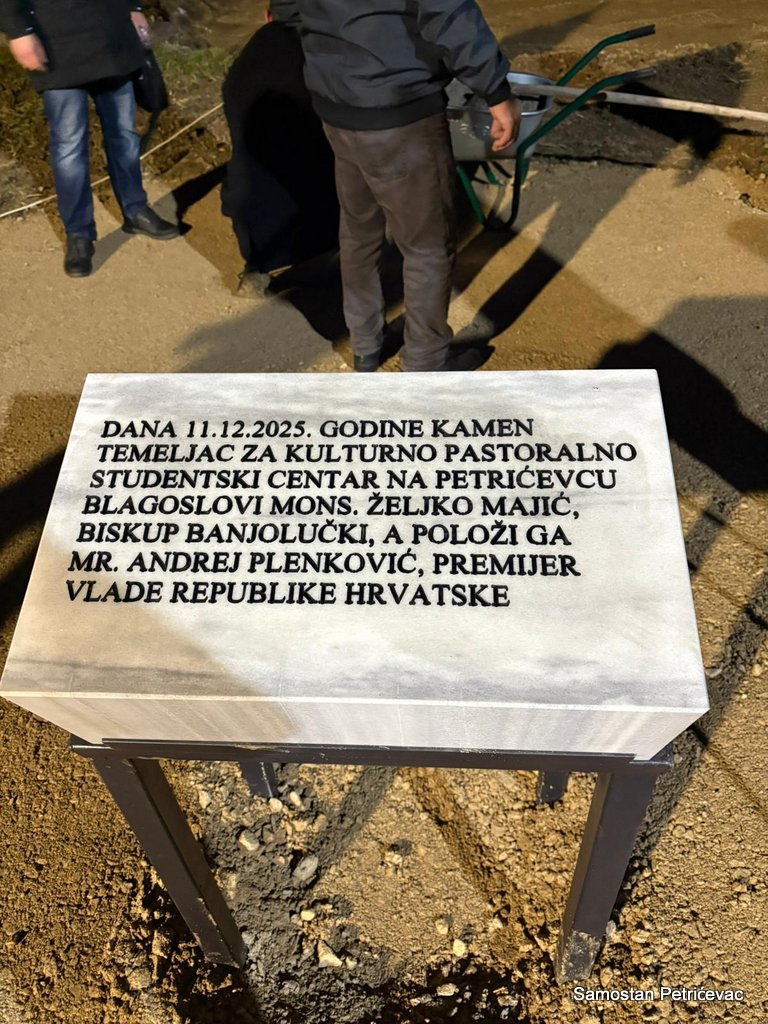 DANA 11.12.2025. GODINE KAMEN
TEMELJAC ZA KULTURNO PASTORALNO
STUDENTSKI CENTAR NA PETRIĆEVCU
BLAGOSLOVI MONS. ŽELJKO MAJIĆ,
BISKUP BANJOLUČKI, A POLOŽI GA
MR. ANDREJ PLENKOVIĆ, PREMIJER
VLADE REPUBLIKE HRVATSKE
Samostan Petrićevac